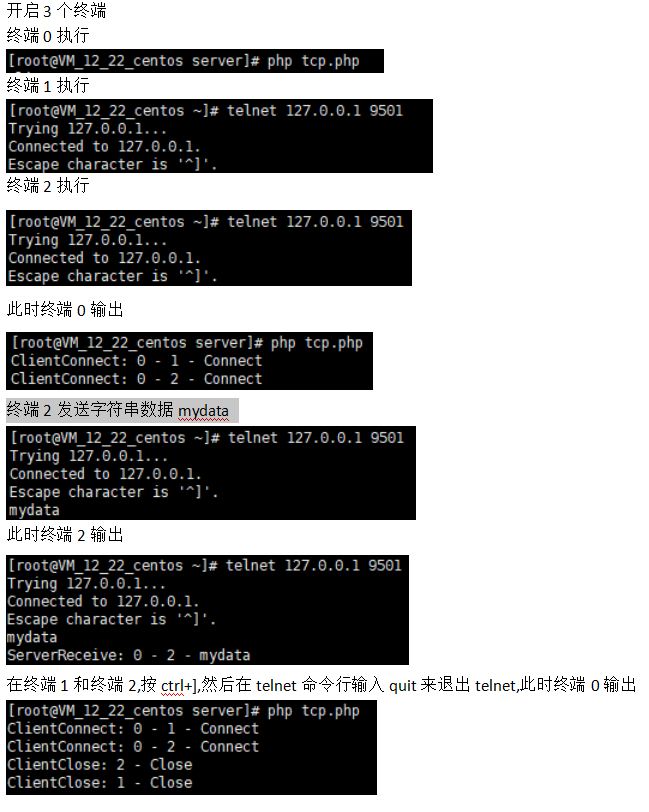 开启 3 个终端
终端 0 执行
[root@VM_12_22_centos server]# php tcp.php
终端 1 执行
[root@VM_12_22_centos ~]# telnet 127.0.0.1 9501
Trying 127.0.0.1...
Connected to 127.0.0.1.
Escape character is '^]'.
终端 2 执行
[root@VM_12_22_centos ~]# telnet 127.0.0.1 9501
Trying 127.0.0.1...
Connected to 127.0.0.1.
Escape character is '^]'.
此时终端 0 输出
[root@VM_12_22_centos server]# php tcp.php
ClientConnect: 0 - 1 - Connect
ClientConnect: 0 - 2 - Connect
终端 2 发送字符串数据 mydata
[root@VM_12_22_centos ~]# telnet 127.0.0.1 9501
Trying 127.0.0.1...
Connected to 127.0.0.1.
Escape character is '^]'.
mydata
此时终端 2 输出
[root@VM_12_22_centos ~]# telnet 127.0.0.1 9501
Trying 127.0.0.1...
Connected to 127.0.0.1.
Escape character is '^]'.
mydata
ServerReceive: 0 - 2 - mydata
在终端 1 和终端 2,按 ctrl+],然后在 telnet 命令行输入 quit 来退出 telnet,此时终端 0 输出
[root@VM_12_22_centos server]# php tcp.php
ClientConnect: 0 - 1 - Connect
ClientConnect: 0 - 2 - Connect
ClientClose: 2 - Close
ClientClose: 1 - Close